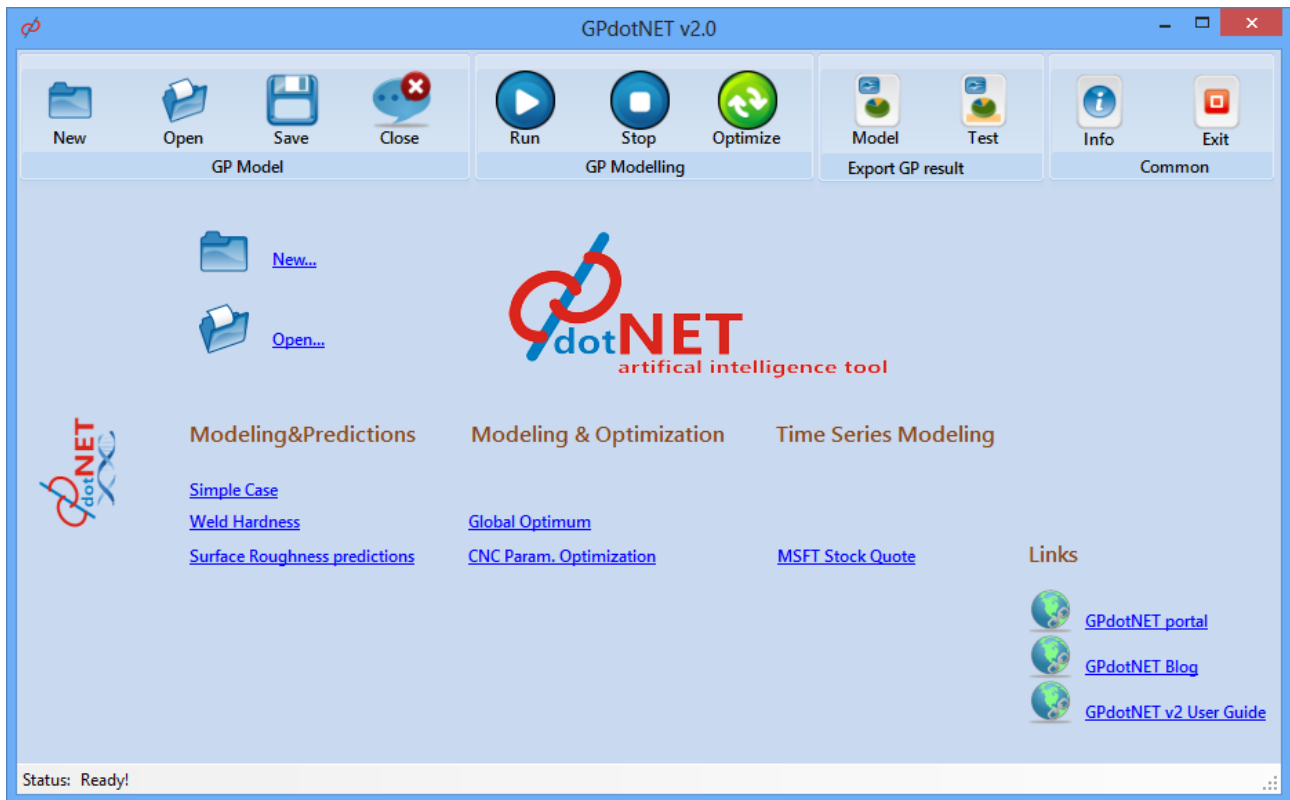 GPdotNET v2.0
New Open Save Close Run Stop Optimize Model Test Info Exit
GP Model GP Modelling Export GP result Common
New...
Open...
dotNET
artifical intelligence tool
dotNET
Modeling&Predictions Modeling & Optimization Time Series Modeling
Simple Case
Weld Hardness Global Optimum
Surface Roughness predictions CNC Param. Optimization MSFT Stock Quote
Links
GPdotNET portal
GPdotNET Blog
GPdotNET v2 User Guide
Status: Ready!